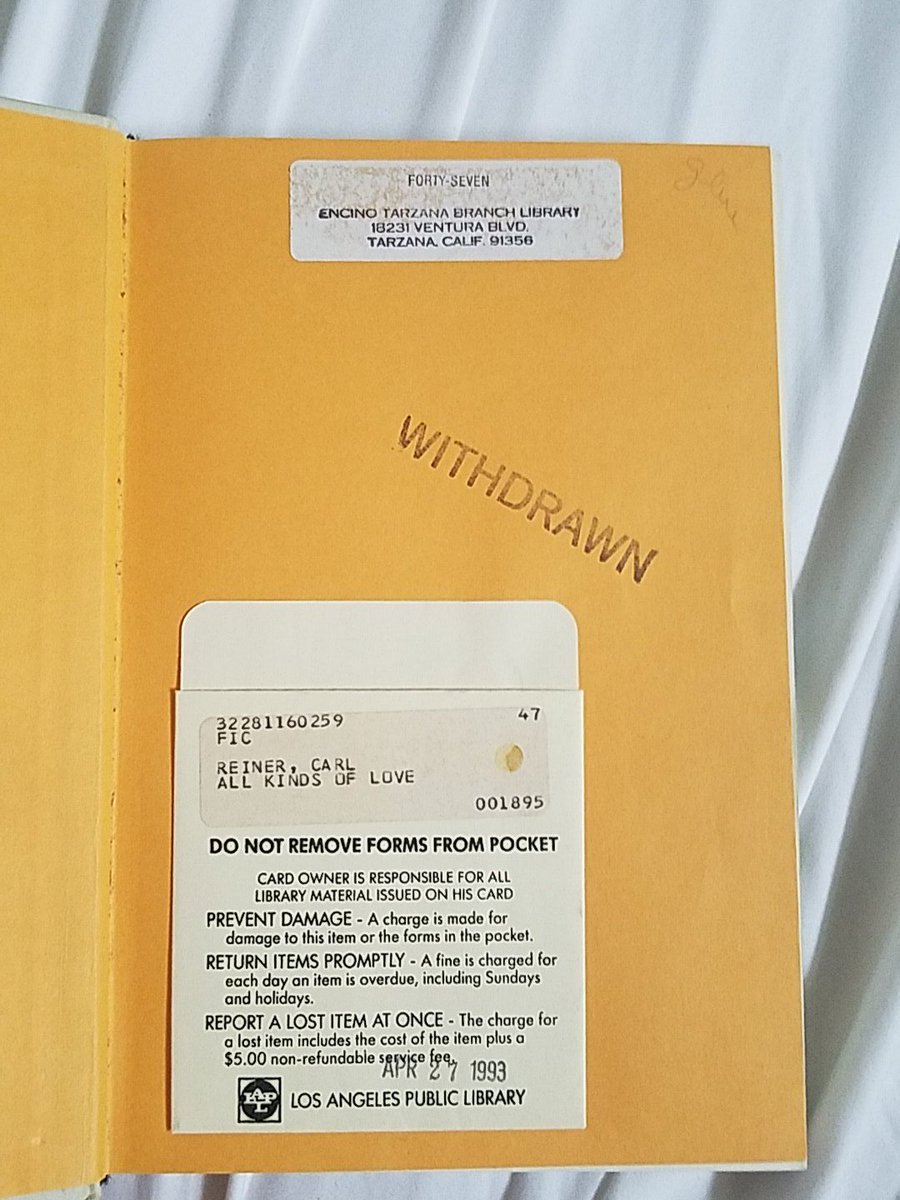 FORTY-SEVEN
ENCINO TARZANA BRANCH LIBRARY
18231 VENTURA BLVD.
TARZANA, CALIF. 91356
WITHDRAWN
32281160259 47
FIC
REINER, CARL
ALL KINDS OF LOVE
001895
DO NOT REMOVE FORMS FROM POCKET
CARD OWNER IS RESPONSIBLE FOR ALL
LIBRARY MATERIAL ISSUED ON HIS CARD
PREVENT DAMAGE - A charge is made for
damage to this item or the forms in the pocket.
RETURN ITEMS PROMPTLY - A fine is charged for
each day an item is overdue, including Sundays
and holidays.
REPORT A LOST ITEM AT ONCE - The charge for
a lost item includes the cost of the item plus a
$5.00 non-refundable service fee.
APR 27 1993
LAPL
LOS ANGELES PUBLIC LIBRARY